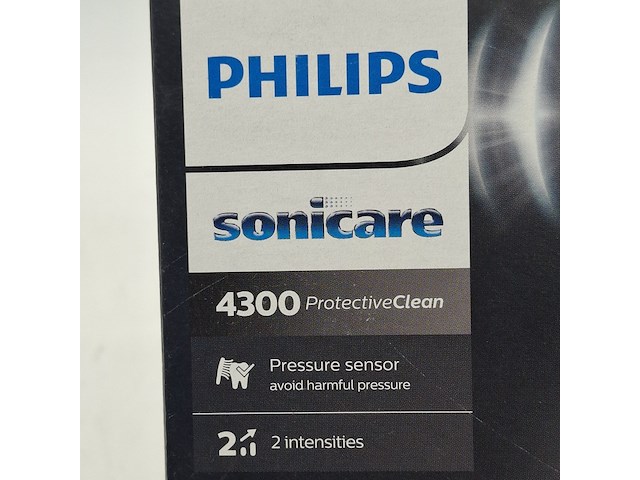 PHILIPS
sonicare
4300 ProtectiveClean
Pressure sensor
avoid harmful pressure
2
2 intensities